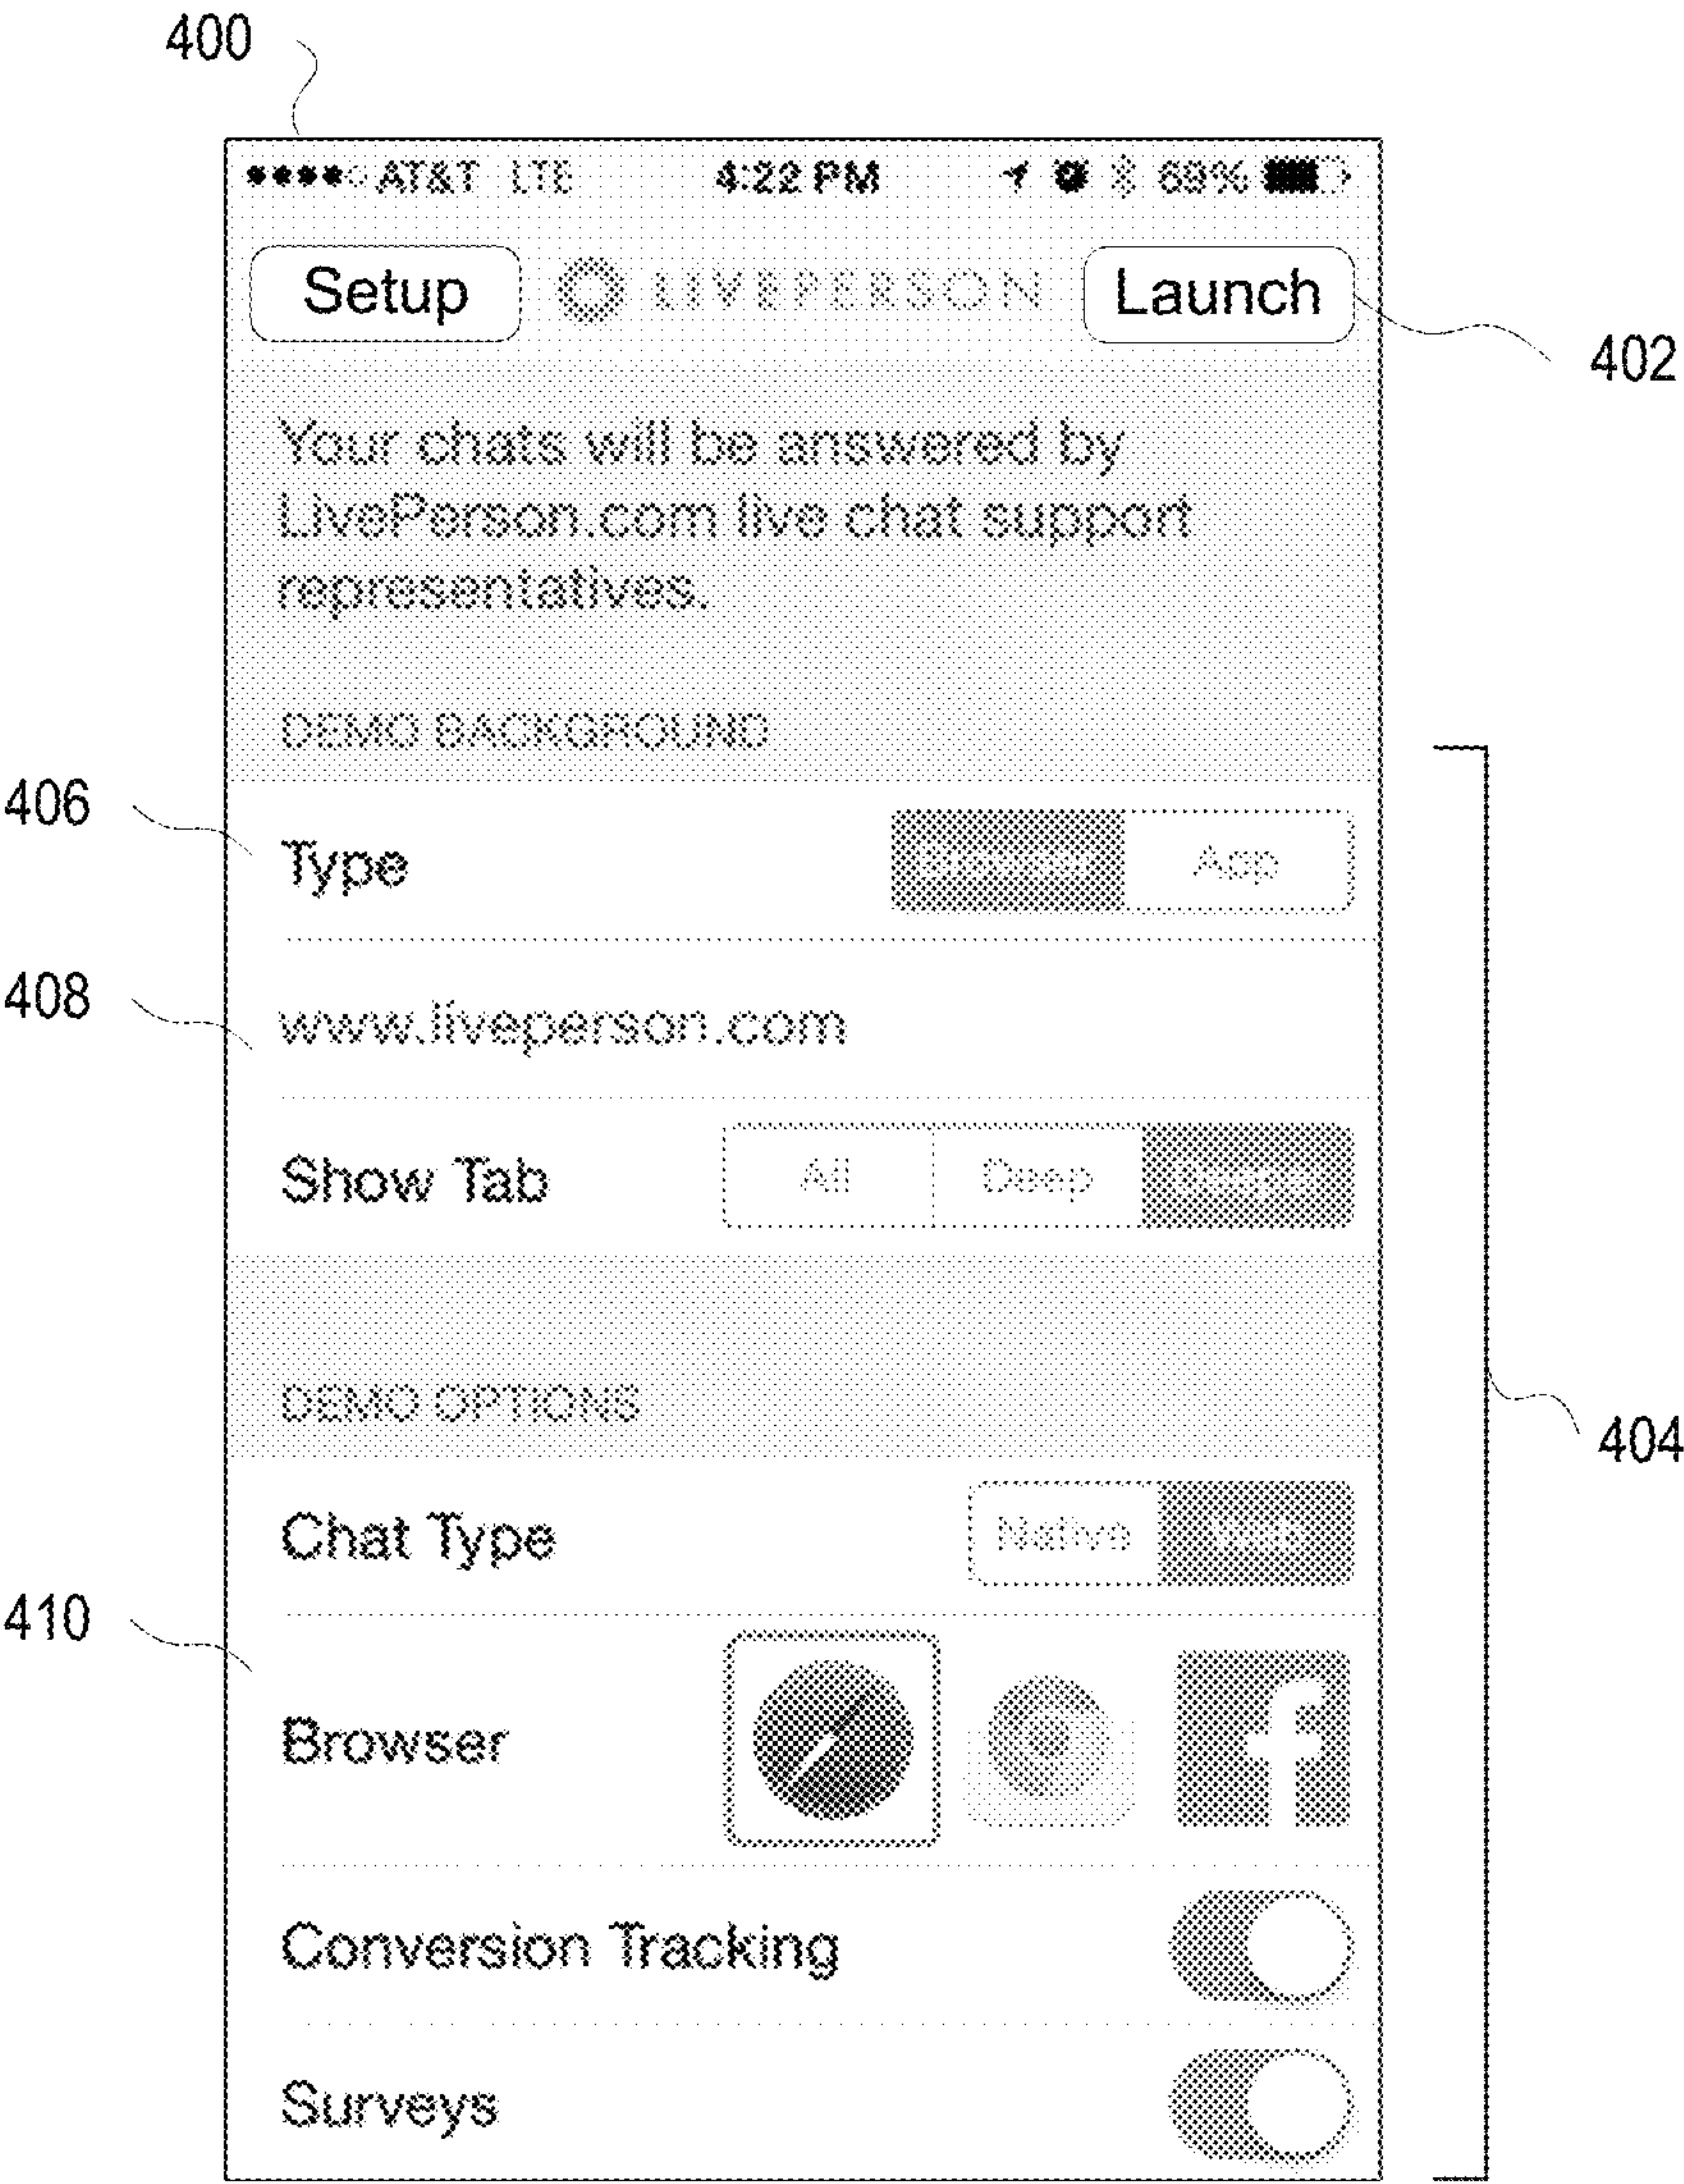 400
AT&T LTE 4:22 PM 69%
Setup LIVEPERSON Launch
402
Your chats will be answered by
LivePerson.com live chat support
representatives.
DEMO BACKGROUND
406
Type App
408
www.liveperson.com
Show Tab All Deep
DEMO OPTIONS
404
Chat Type Native
410
Browser
Conversion Tracking
Surveys